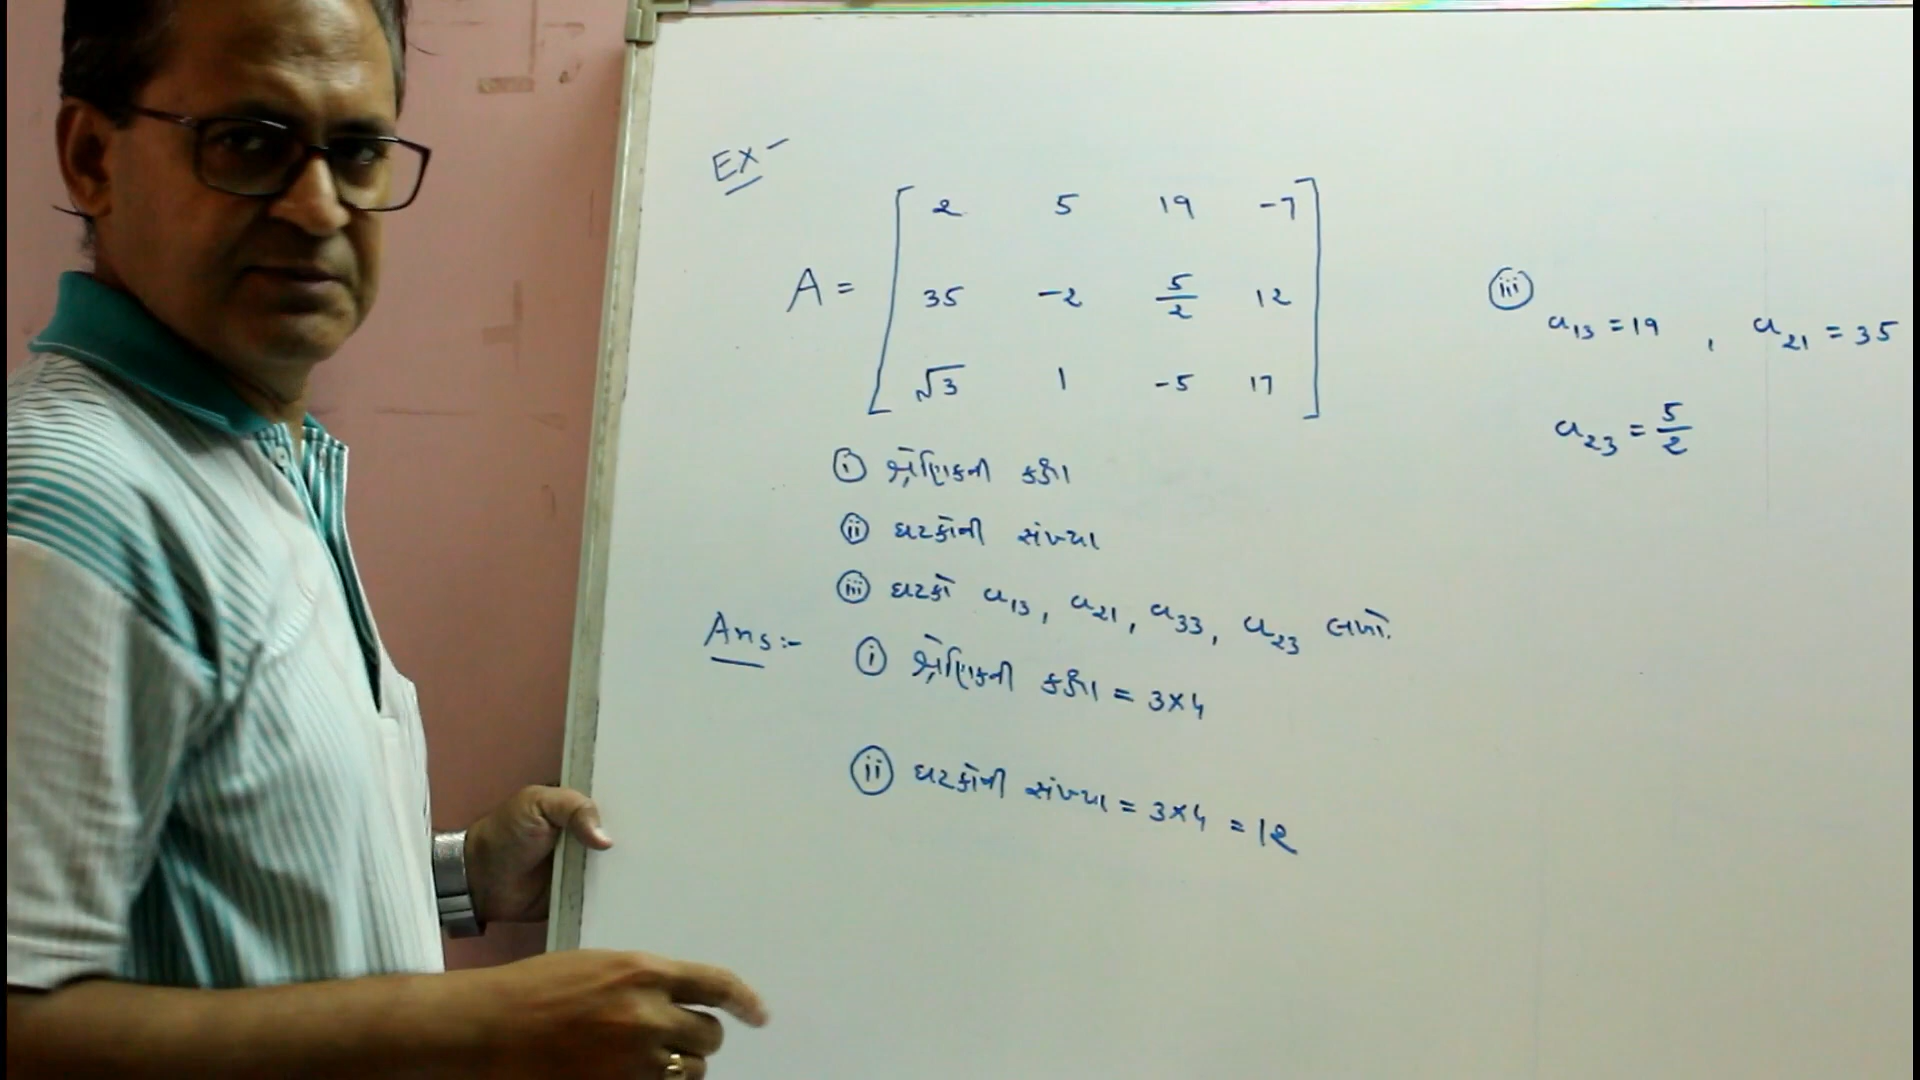 Ex-
A = [ 2 5 19 -7
35 -2 5/2 12
√3 1 -5 17 ]
(i) શ્રેણિકની કક્ષા
(ii) ઘટકોની સંખ્યા
(iii) ઘટકો a₁₃, a₂₁, a₃₃, a₂₃ લખો.
Ans:- (i) શ્રેણિકની કક્ષા = 3×4
(ii) ઘટકોની સંખ્યા = 3×4 = 12
(iii)
a₁₃ = 19 , a₂₁ = 35
a₂₃ = 5/2